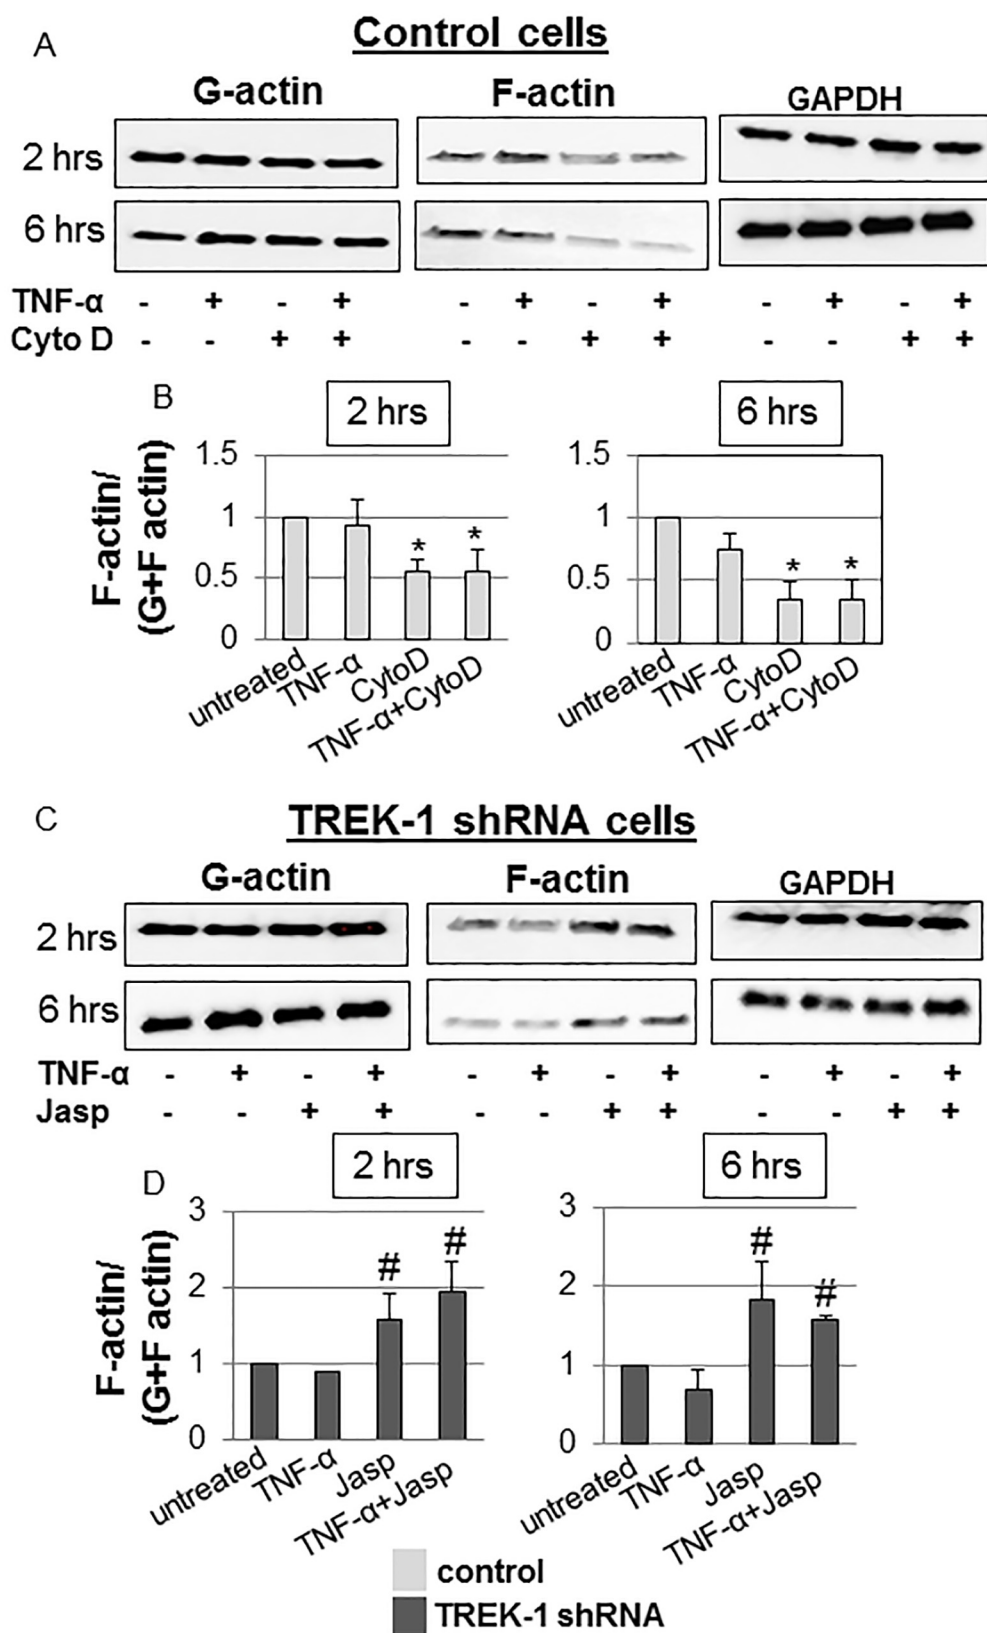 A
Control cells
G-actin F-actin GAPDH
2 hrs
6 hrs
TNF-α - + - + - + - + - + - +
Cyto D - - + + - - + + - - + +
B
2 hrs 6 hrs
F-actin/
(G+F actin)
1.5
1
0.5
0
* *
untreated TNF-α CytoD TNF-α+CytoD
1.5
1
0.5
0
* *
untreated TNF-α CytoD TNF-α+CytoD
C
TREK-1 shRNA cells
G-actin F-actin GAPDH
2 hrs
6 hrs
TNF-α - + - + - + - + - + - +
Jasp - - + + - - + + - - + +
D
2 hrs 6 hrs
F-actin/
(G+F actin)
3
2
1
0
# #
untreated TNF-α Jasp TNF-α+Jasp
3
2
1
0
# #
untreated TNF-α Jasp TNF-α+Jasp
control
TREK-1 shRNA